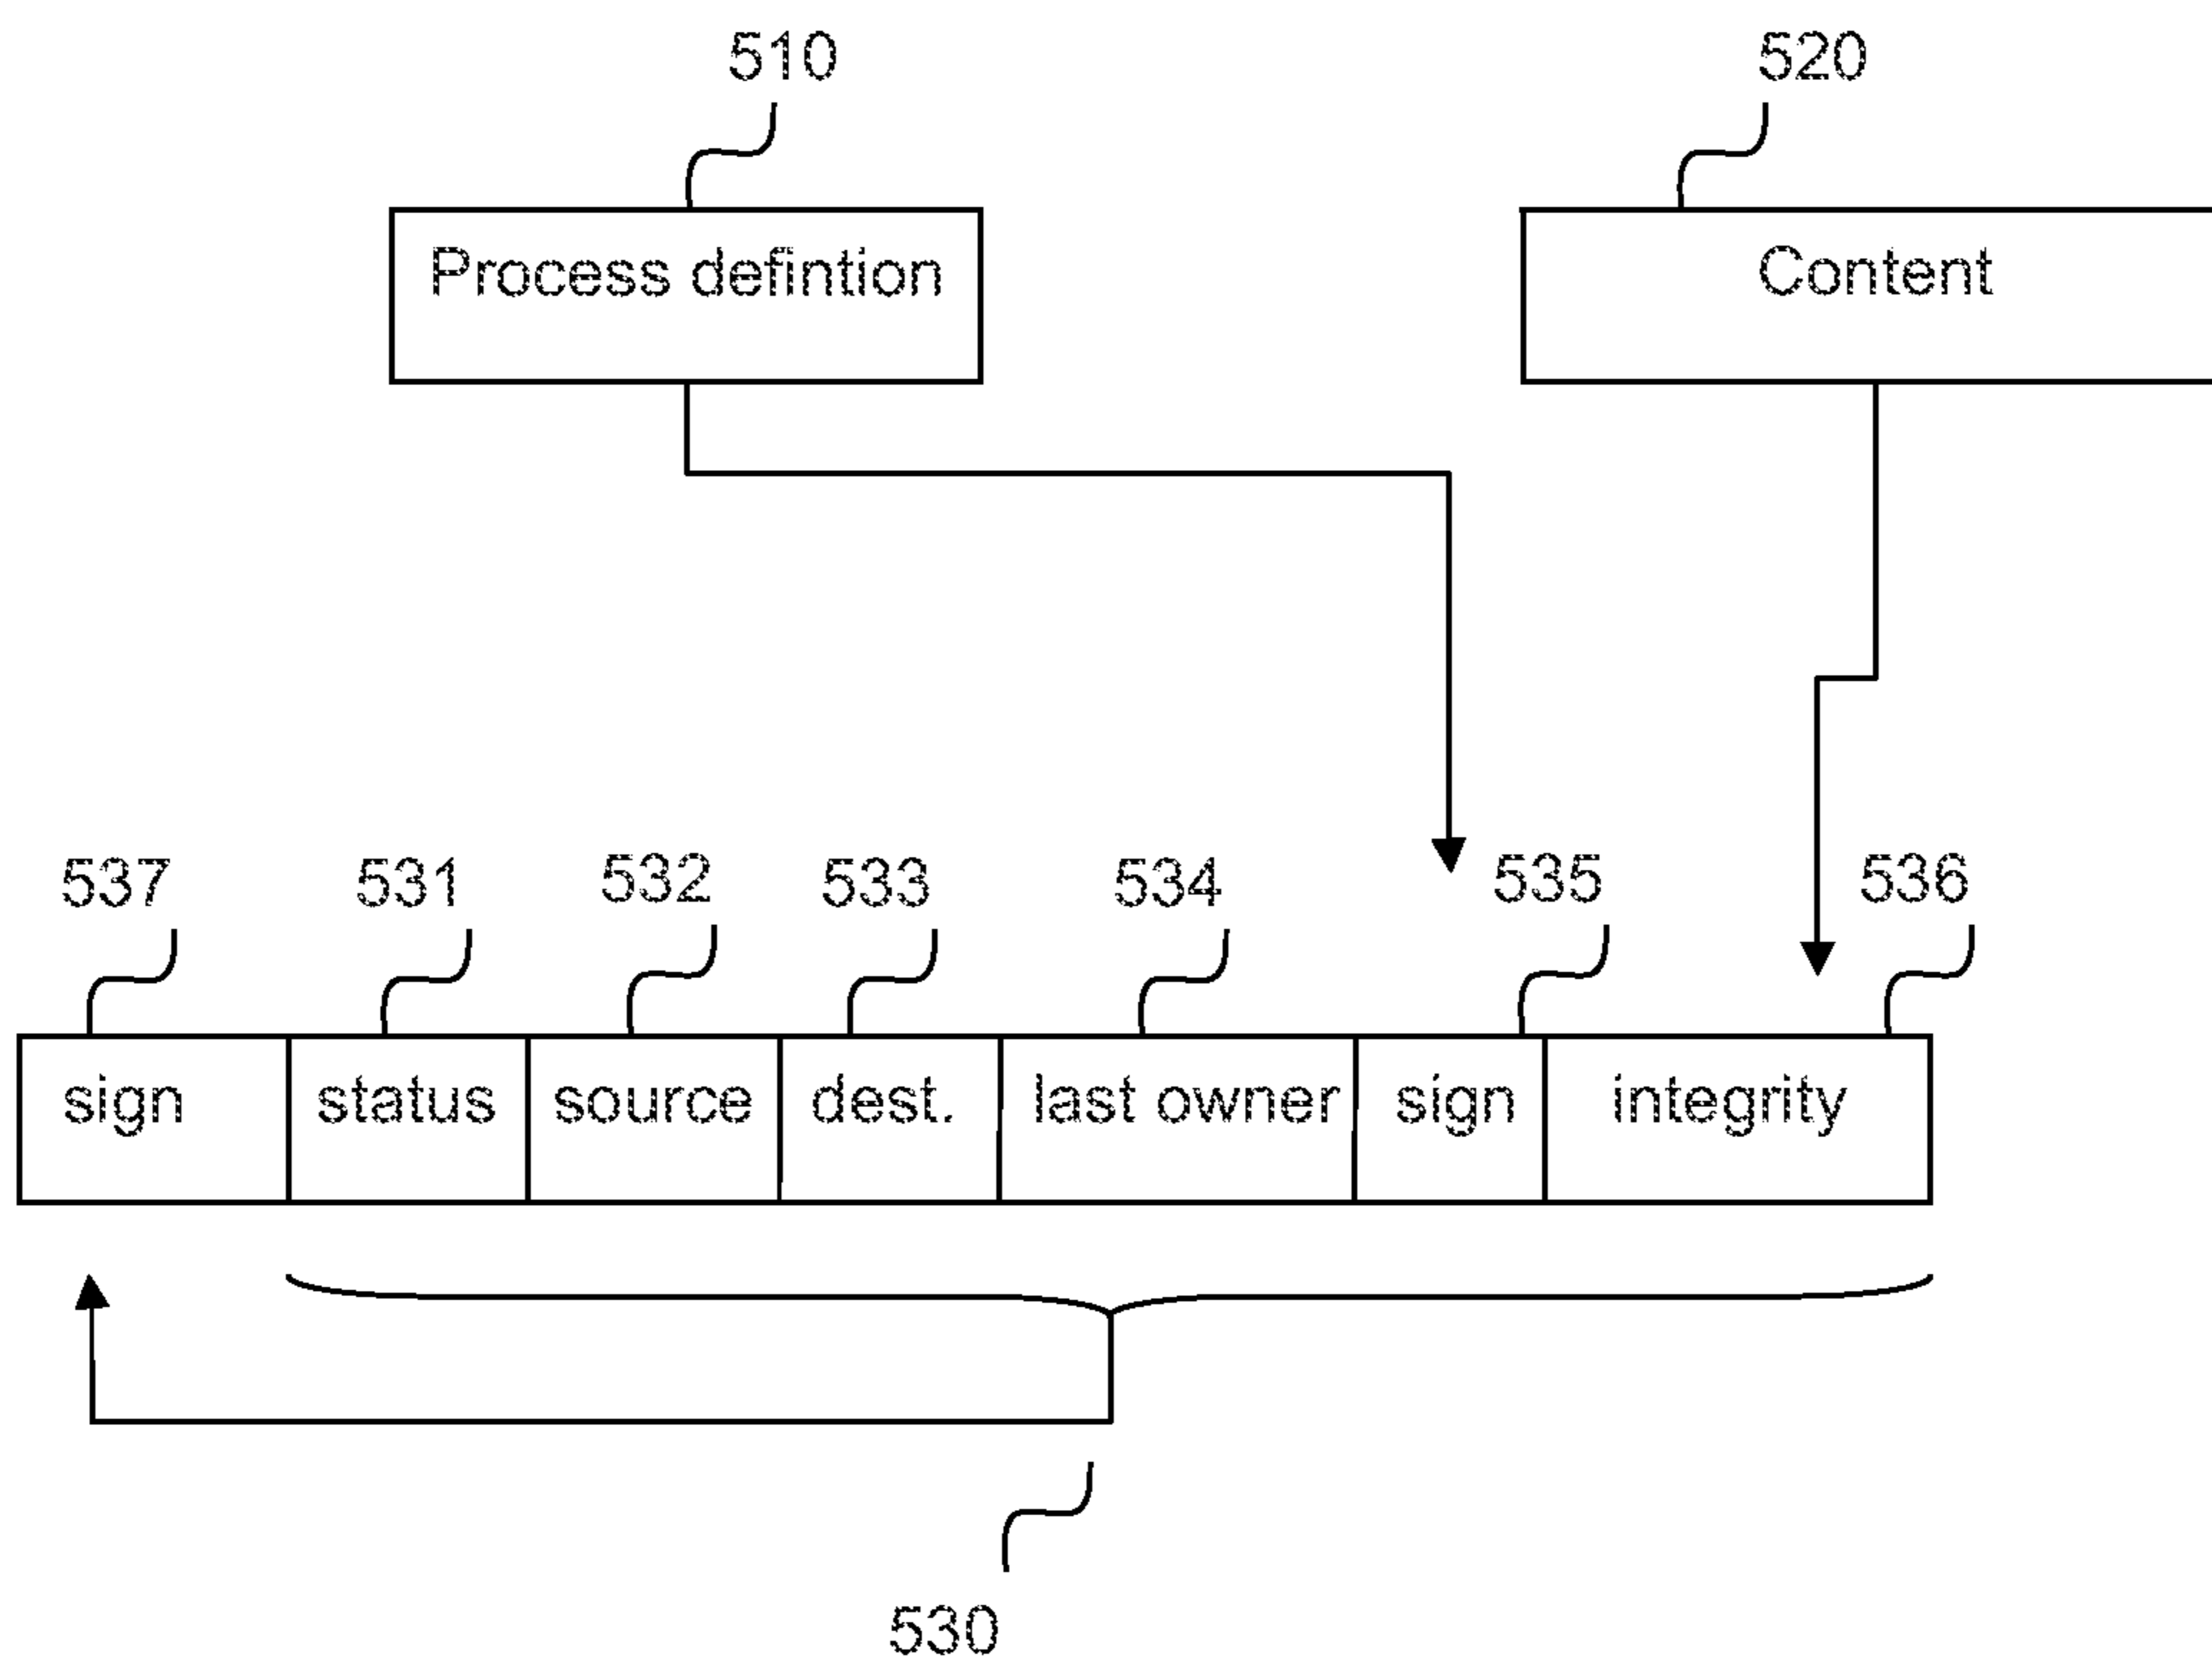 510 520
Process defintion Content
537 531 532 533 534 535 536
sign status source dest. last owner sign integrity
530